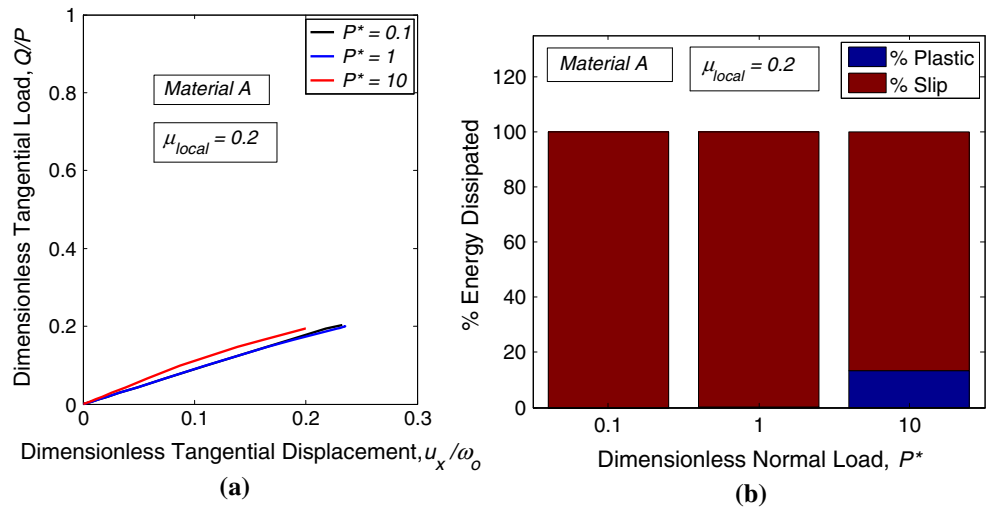 Dimensionless Tangential Load, Q/P
1
0.8
0.6
0.4
0.2
0
P* = 0.1
P* = 1
P* = 10
Material A
μlocal = 0.2
0 0.1 0.2 0.3
Dimensionless Tangential Displacement, ux/ωo
(a)
% Energy Dissipated
120
100
80
60
40
20
0
Material A
μlocal = 0.2
% Plastic
% Slip
0.1 1 10
Dimensionless Normal Load, P*
(b)